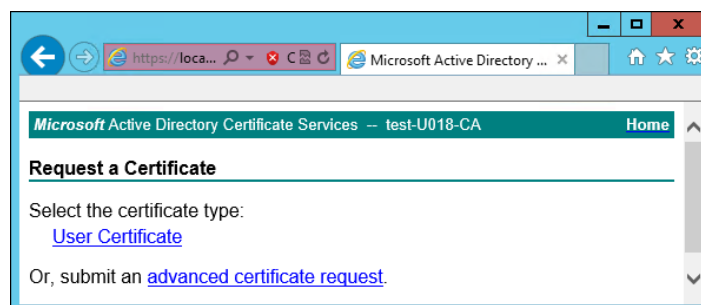 https://loca... C
Microsoft Active Directory ...
Microsoft Active Directory Certificate Services -- test-U018-CA Home
Request a Certificate
Select the certificate type:
User Certificate
Or, submit an advanced certificate request.